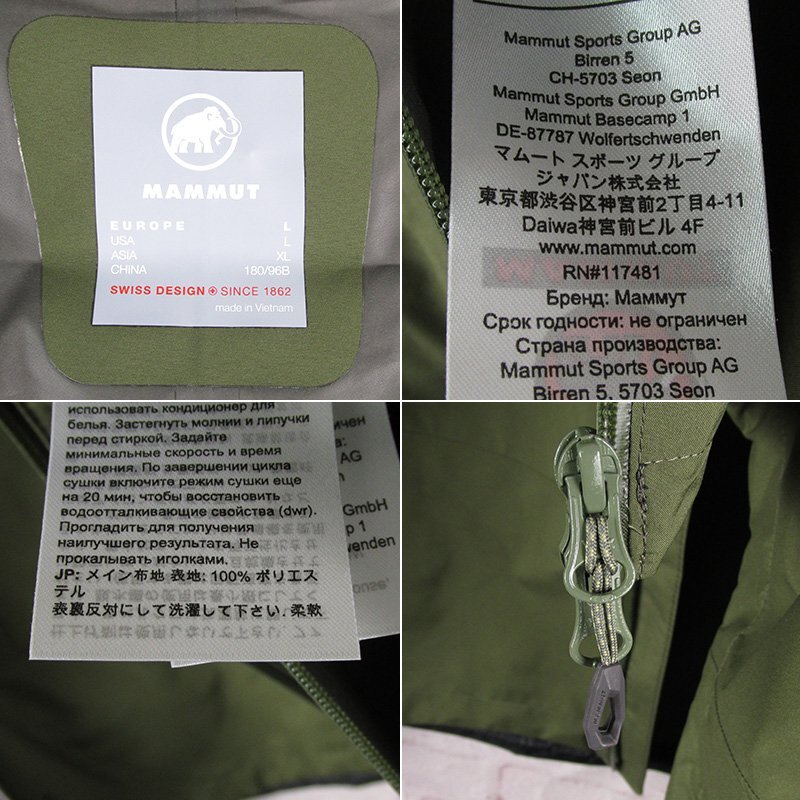 MAMMUT
EUROPE L
USA L
ASIA XL
CHINA 180/96B
SWISS DESIGN SINCE 1862
made in Vietnam
Mammut Sports Group AG
Birren 5
CH-5703 Seon
Mammut Sports Group GmbH
Mammut Basecamp 1
DE-87787 Wolfertschwenden
マムート スポーツ グループ
ジャパン株式会社
東京都渋谷区神宮前2丁目4-11
Daiwa神宮前ビル 4F
www.mammut.com
RN#117481
Бренд: Маммут
Срок годности: не ограничен
Страна производства:
Mammut Sports Group AG
Birren 5, 5703 Seon
использовать кондиционер для
белья. Застегнуть молнии и липучки
перед стиркой. Задайте
минимальные скорость и время
вращения. По завершении цикла
сушки включите режим сушки еще
на 20 мин, чтобы восстановить
водоотталкивающие свойства (dwr).
Прогладить для получения
наилучшего результата. Не
прокалывать иголками.
JP: メイン布地 表地: 100% ポリエス
テル
表裏反対にして洗濯して下さい. 柔軟
AG
GmbH
1
chwenden
MAMMUT